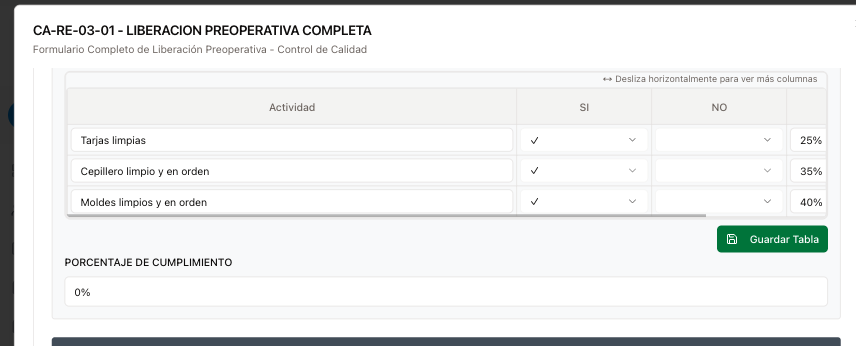 CA-RE-03-01 - LIBERACION PREOPERATIVA COMPLETA
Formulario Completo de Liberación Preoperativa - Control de Calidad
↔ Desliza horizontalmente para ver más columnas
Actividad SI NO
Tarjas limpias ✓ 25%
Cepillero limpio y en orden ✓ 35%
Moldes limpios y en orden ✓ 40%
Guardar Tabla
PORCENTAJE DE CUMPLIMIENTO
0%